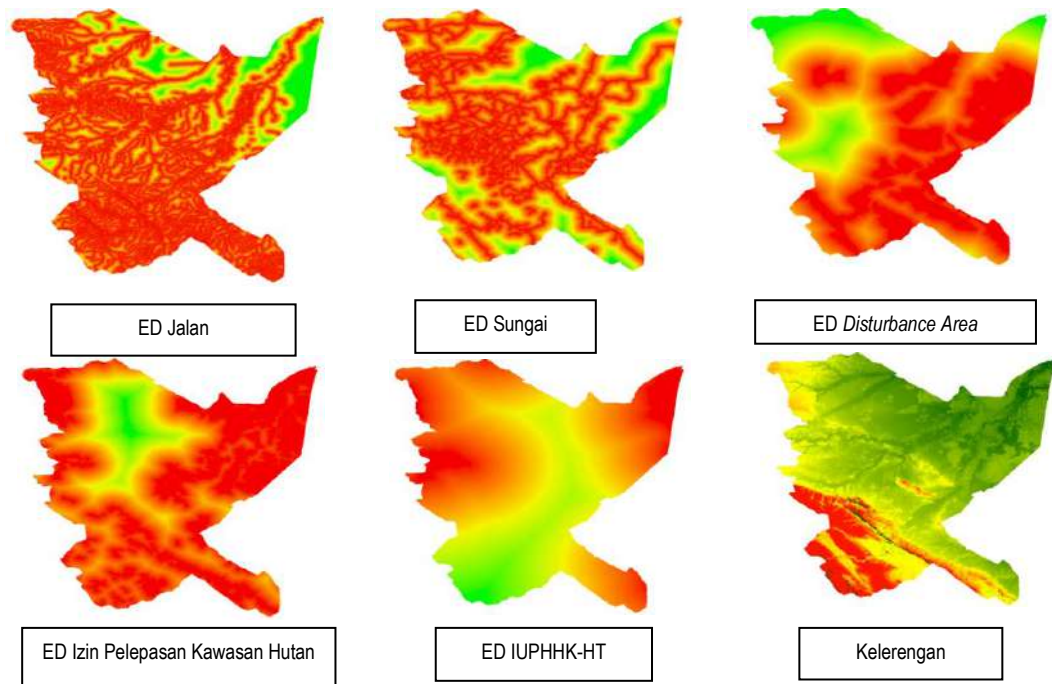 ED Jalan
ED Sungai
ED Disturbance Area
ED Izin Pelepasan Kawasan Hutan
ED IUPHHK-HT
Kelerengan